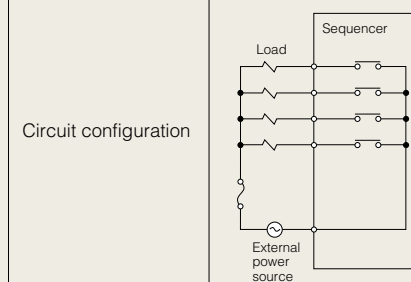 Circuit configuration
Sequencer
Load
External
power
source